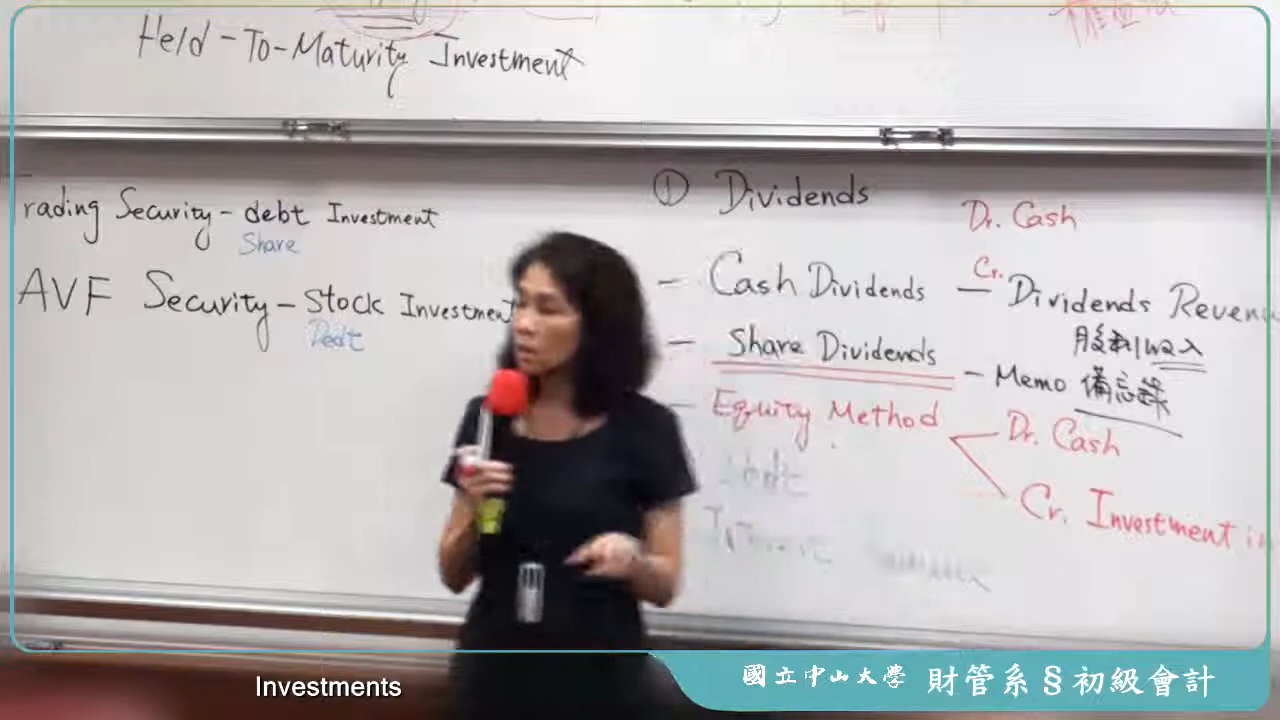 Held-To-Maturity Investment
rading Security - debt Investment
Share
AVF Security - Stock Investment
Debt
① Dividends
Dr. Cash
- Cash Dividends
Cr.
- Dividends Revenu
股利收入
- Share Dividends
- Memo 備忘錄
- Equity Method
Dr. Cash
Cr. Investment in
Investments
國立中山大學 財管系§初級會計